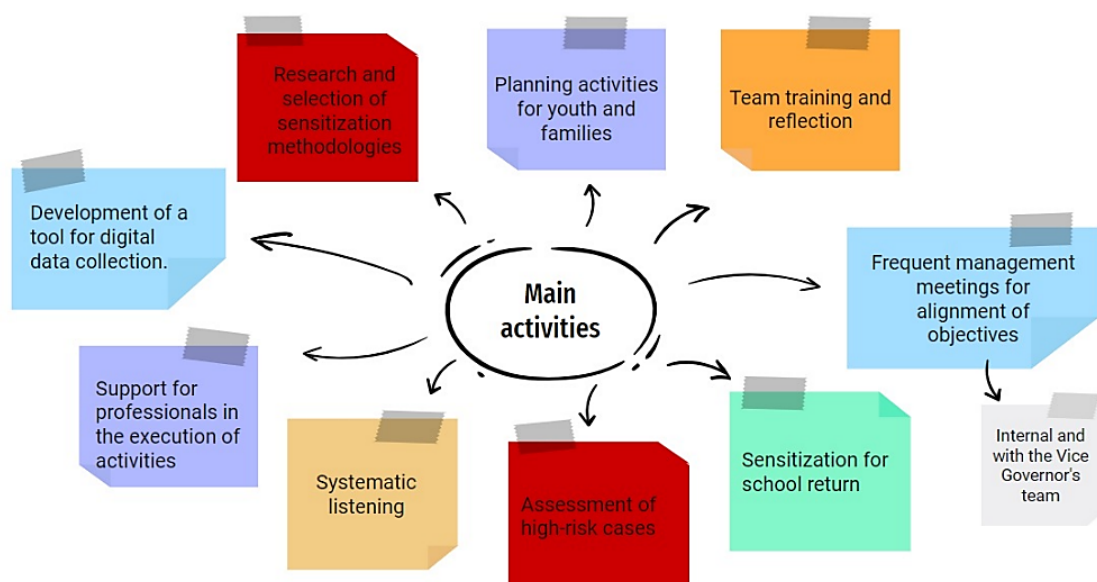 Research and
selection of
sensitization
methodologies
Planning activities
for youth and
families
Team training and
reflection
Development of a
tool for digital
data collection.
Main
activities
Frequent management
meetings for
alignment of
objectives
Support for
professionals in
the execution of
activities
Systematic
listening
Assessment of
high-risk cases
Sensitization for
school return
Internal and
with the Vice
Governor's
team